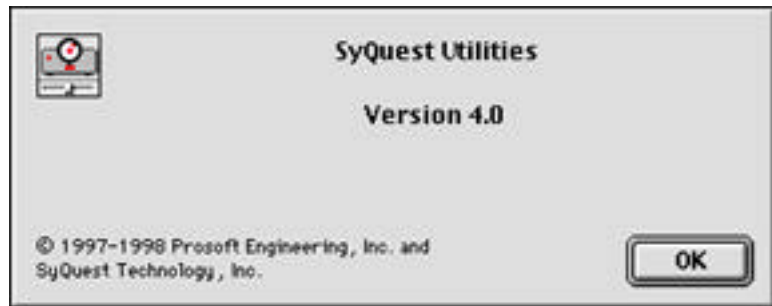 SyQuest Utilities
Version 4.0
© 1997-1998 Prosoft Engineering, Inc. and
SyQuest Technology, Inc.
OK